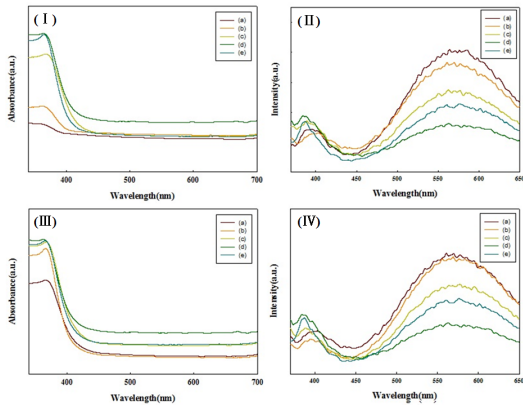 (I)
(a)
(b)
(c)
(d)
(e)
Absorbance(a.u.)
400
500
600
700
Wavelength(nm)
(II)
(a)
(b)
(c)
(d)
(e)
Intensity(a.u.)
400
450
500
550
600
650
Wavelength(nm)
(III)
(a)
(b)
(c)
(d)
(e)
Absorbance(a.u.)
400
500
600
700
Wavelength(nm)
(IV)
(a)
(b)
(c)
(d)
(e)
Intensity(a.u.)
400
450
500
550
600
650
Wavelength(nm)